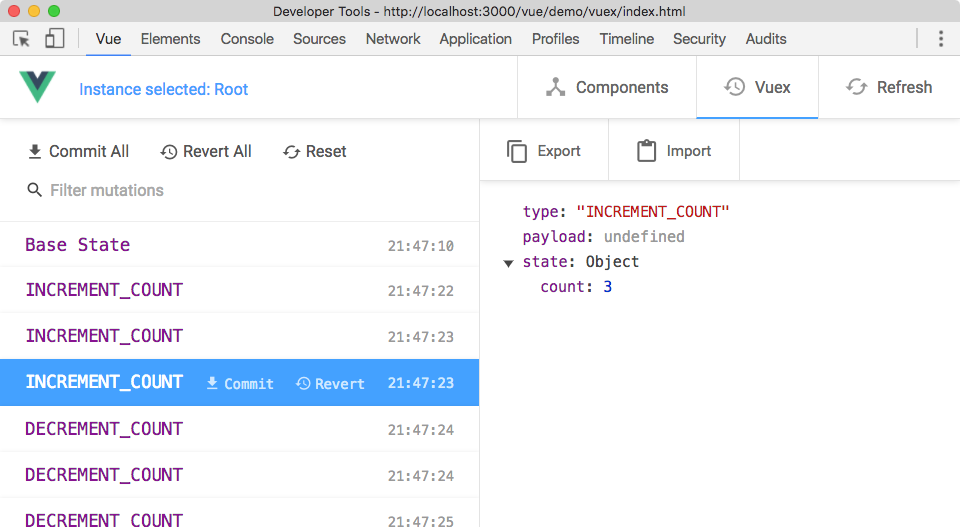 Developer Tools - http://localhost:3000/vue/demo/vuex/index.html
Vue Elements Console Sources Network Application Profiles Timeline Security Audits
Instance selected: Root Components Vuex Refresh
Commit All Revert All Reset
Filter mutations
Base State 21:47:10
INCREMENT_COUNT 21:47:22
INCREMENT_COUNT 21:47:23
INCREMENT_COUNT Commit Revert 21:47:23
DECREMENT_COUNT 21:47:24
DECREMENT_COUNT 21:47:24
DECREMENT_COUNT 21:47:25
Export Import
type: "INCREMENT_COUNT"
payload: undefined
state: Object
count: 3